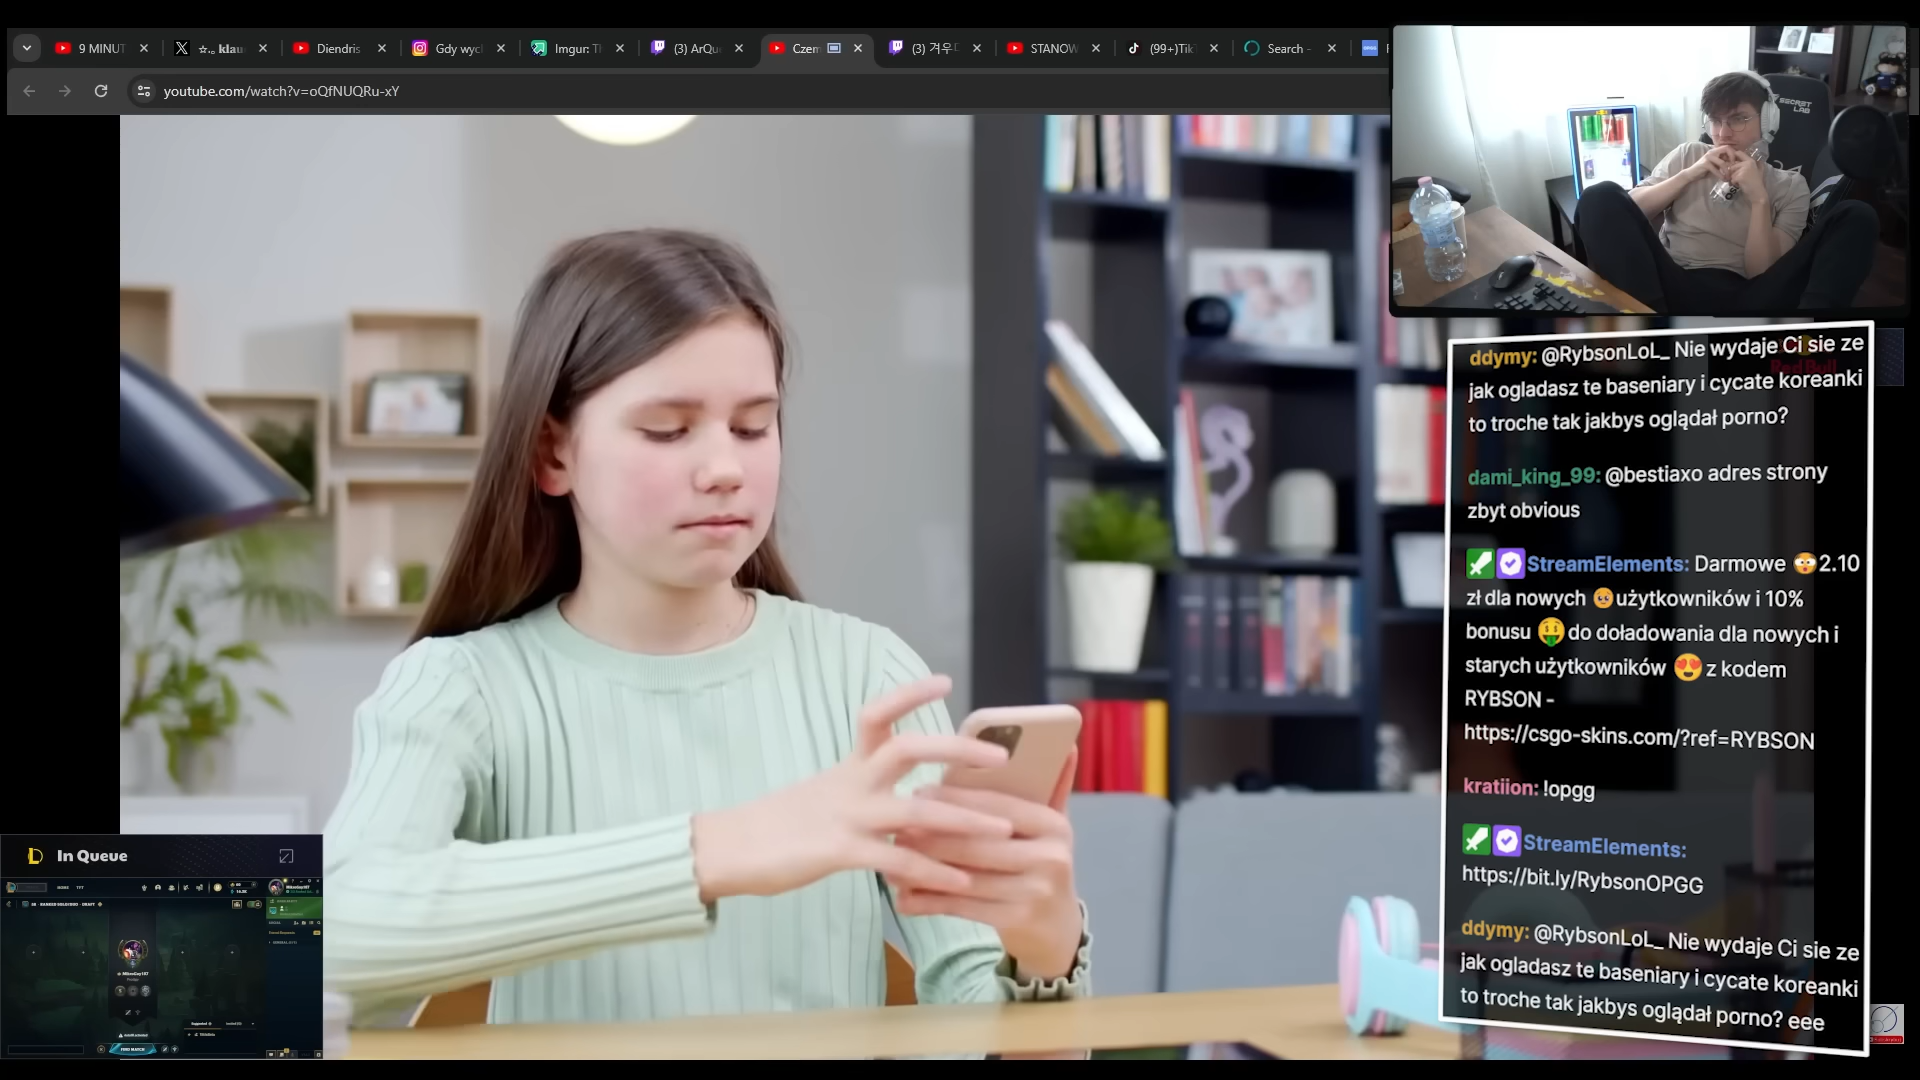 9 MINUT
klau
Diendris
Gdy wyc
Imgur: T
(3) ArQu
Czem
(3) 겨우
STANOW
(99+)Tik
Search -
youtube.com/watch?v=oQfNUQRu-xY
SECRET
LAB
ddymy: @RybsonLoL_ Nie wydaje Ci sie ze
jak ogladasz te baseniary i cycate koreanki
to troche tak jakbys oglądał porno?
dami_king_99: @bestiaxo adres strony
zbyt obvious
StreamElements: Darmowe 😳2.10
zł dla nowych 🥺użytkowników i 10%
bonusu 🤑do doładowania dla nowych i
starych użytkowników 😍z kodem
RYBSON -
https://csgo-skins.com/?ref=RYBSON
kratiion: !opgg
StreamElements:
https://bit.ly/RybsonOPGG
ddymy: @RybsonLoL_ Nie wydaje Ci sie ze
jak ogladasz te baseniary i cycate koreanki
to troche tak jakbys oglądał porno? eee
In Queue
FIND MATCH